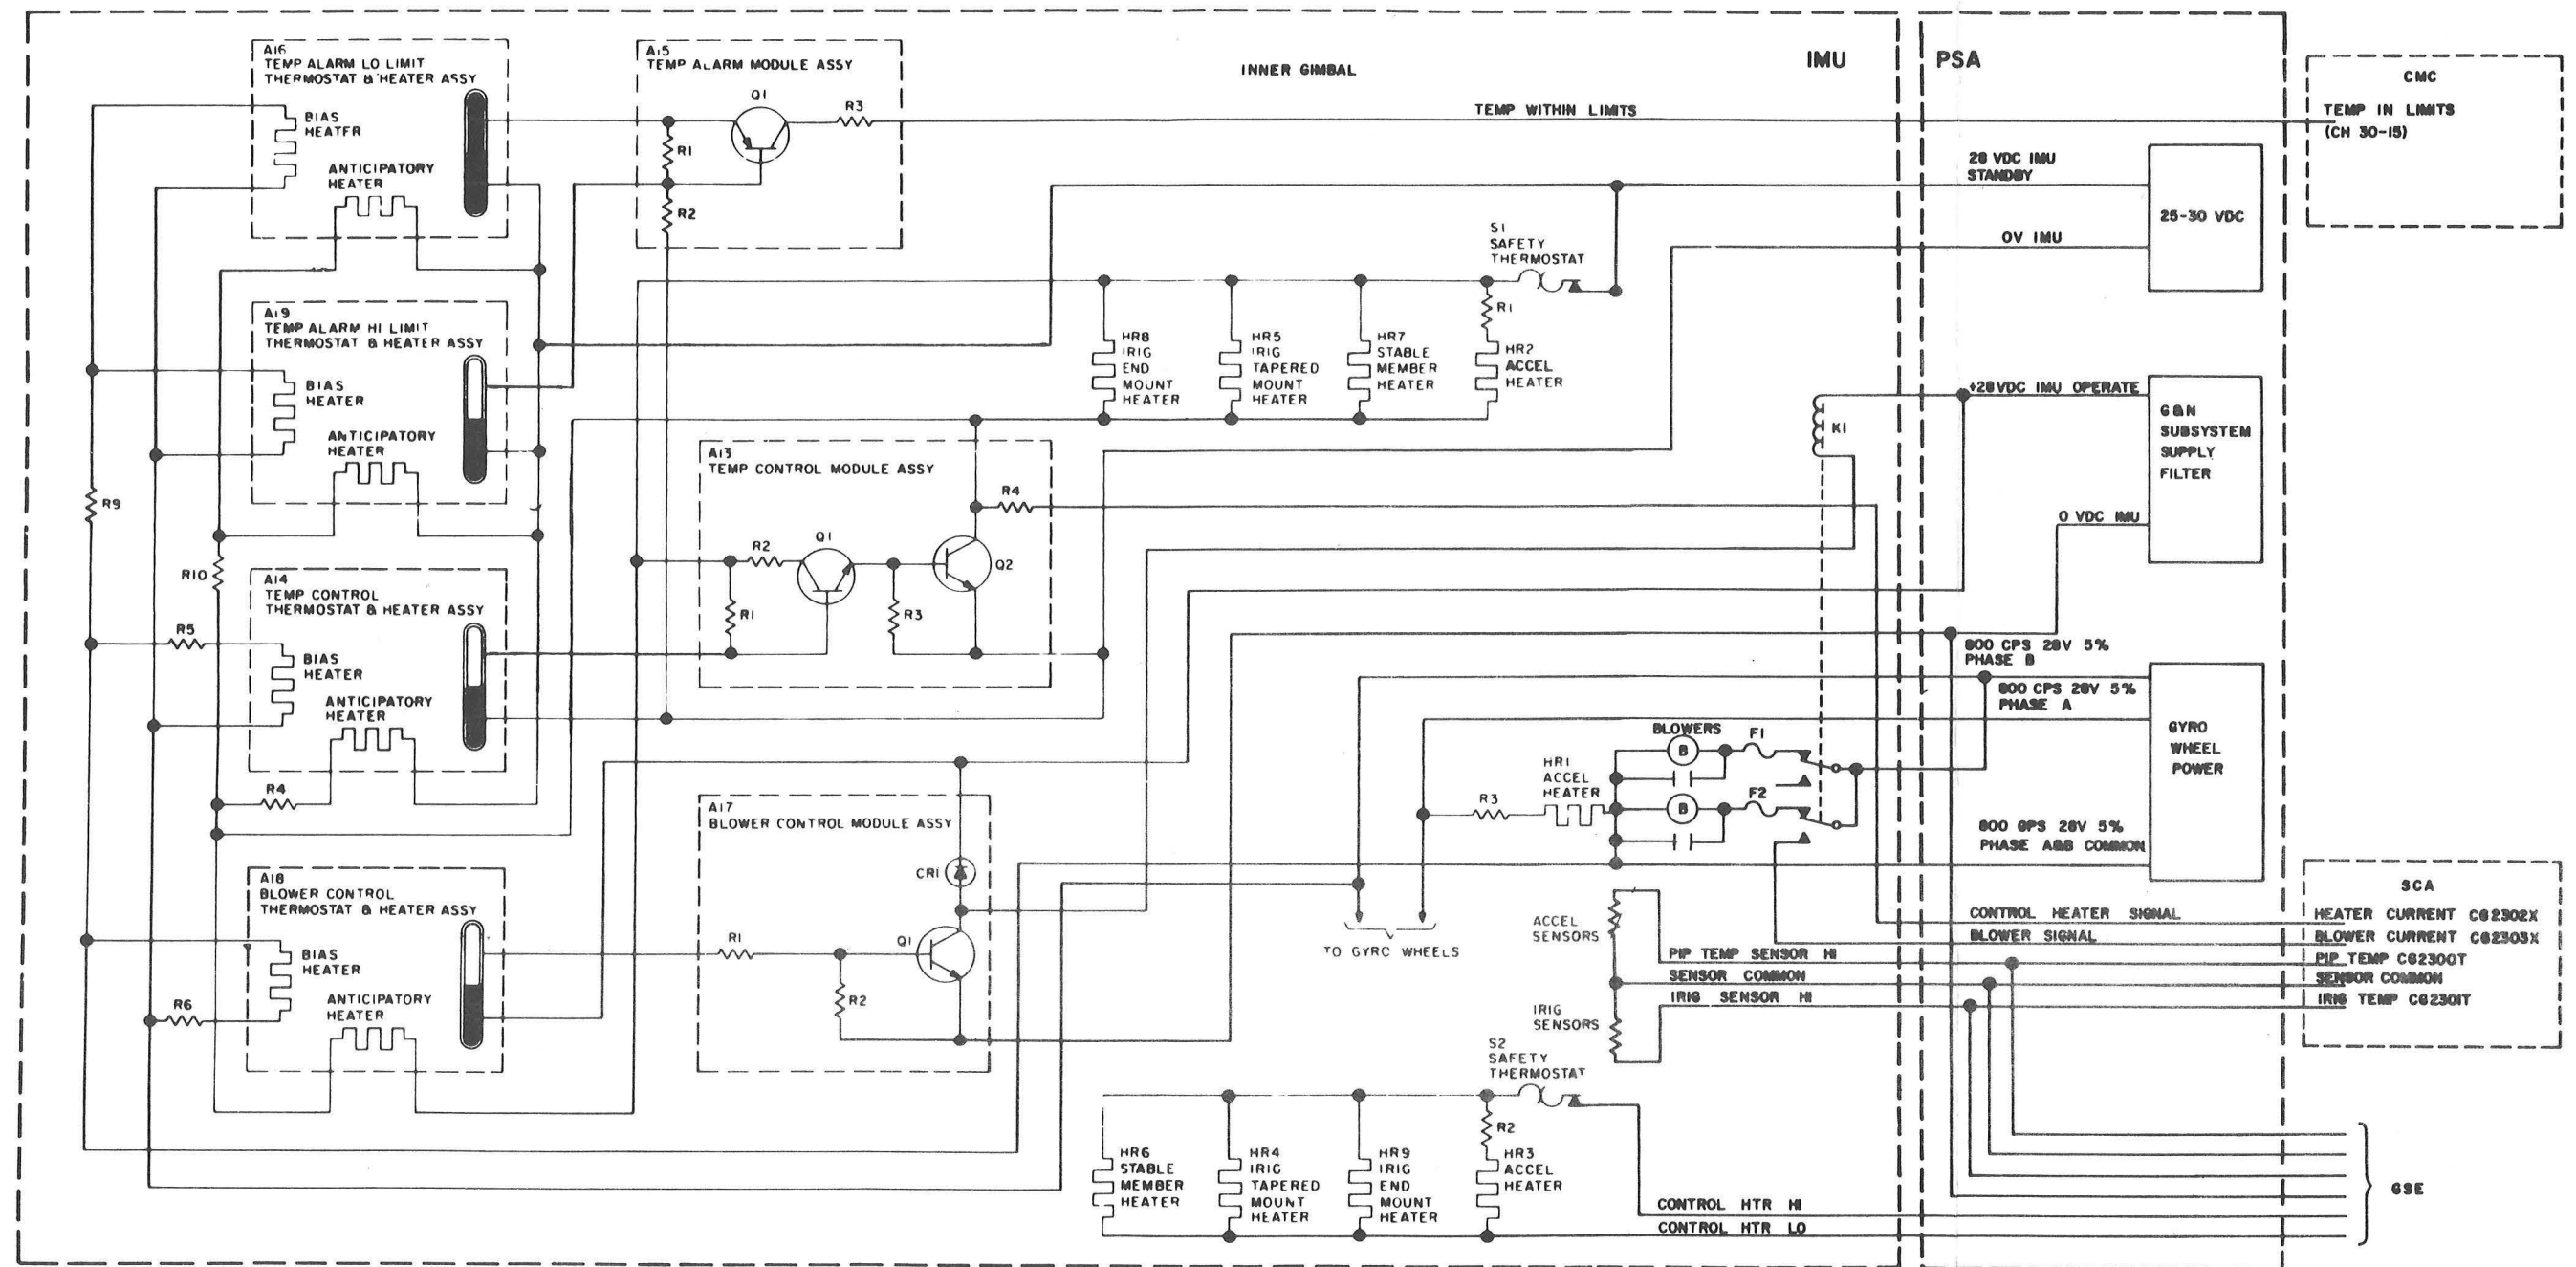 A16
TEMP ALARM LO LIMIT
THERMOSTAT & HEATER ASSY
BIAS
HEATER
ANTICIPATORY
HEATER
A15
TEMP ALARM MODULE ASSY
Q1
R3
R1
R2
INNER GIMBAL
IMU
PSA
CMC
TEMP IN LIMITS
(CH 30-15)
TEMP WITHIN LIMITS
28 VDC IMU
STANDBY
25-30 VDC
0V IMU
S1
SAFETY
THERMOSTAT
A19
TEMP ALARM HI LIMIT
THERMOSTAT & HEATER ASSY
BIAS
HEATER
ANTICIPATORY
HEATER
HR8
IRIG
END
MOUNT
HEATER
HR5
IRIG
TAPERED
MOUNT
HEATER
HR7
STABLE
MEMBER
HEATER
R1
HR2
ACCEL
HEATER
+28VDC IMU OPERATE
K1
G&N
SUBSYSTEM
SUPPLY
FILTER
0 VDC IMU
R9
R10
A13
TEMP CONTROL MODULE ASSY
R4
R2
Q1
Q2
R1
R3
A14
TEMP CONTROL
THERMOSTAT & HEATER ASSY
R5
BIAS
HEATER
ANTICIPATORY
HEATER
R4
800 CPS 28V 5%
PHASE B
800 CPS 28V 5%
PHASE A
GYRO
WHEEL
POWER
BLOWERS
B
F1
HR1
ACCEL
HEATER
R3
B
F2
800 CPS 28V 5%
PHASE A&B COMMON
A17
BLOWER CONTROL MODULE ASSY
CR1
R1
Q1
R2
A18
BLOWER CONTROL
THERMOSTAT & HEATER ASSY
BIAS
HEATER
R6
ANTICIPATORY
HEATER
TO GYRO WHEELS
ACCEL
SENSORS
IRIG
SENSORS
CONTROL HEATER SIGNAL
BLOWER SIGNAL
PIP TEMP SENSOR HI
SENSOR COMMON
IRIG SENSOR HI
SCA
HEATER CURRENT CG2302X
BLOWER CURRENT CG2303X
PIP TEMP CG2300T
SENSOR COMMON
IRIG TEMP CG2301T
S2
SAFETY
THERMOSTAT
HR6
STABLE
MEMBER
HEATER
HR4
IRIG
TAPERED
MOUNT
HEATER
HR9
IRIG
END
MOUNT
HEATER
R2
HR3
ACCEL
HEATER
CONTROL HTR HI
CONTROL HTR LO
GSE